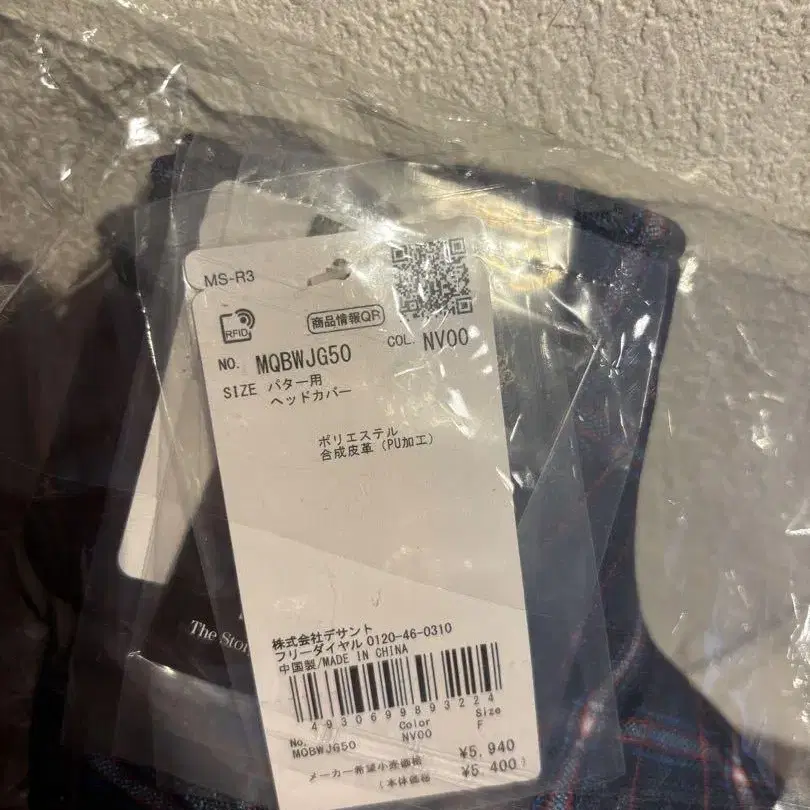 MS-R3
RFID
商品情報QR
NO. MQBWJG50 COL. NV00
SIZE パター用
ヘッドカバー
ポリエステル
合成皮革 (PU加工)
The
株式会社デサント
フリーダイヤル 0120-46-0310
中国製/MADE IN CHINA
4930699893224
No. Color Size
MQBWJG50 NV00 F
メーカー希望小売価格 ¥5,940
(本体価格 ¥5,400)